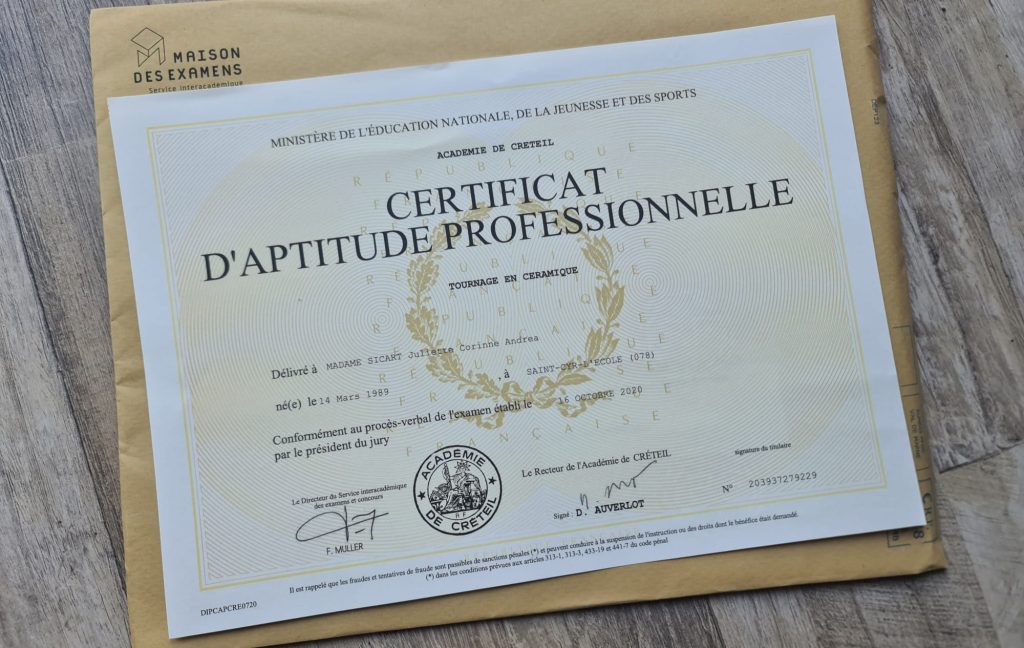 MAISON
DES EXAMENS
Service interacadémique
MINISTÈRE DE L'ÉDUCATION NATIONALE, DE LA JEUNESSE ET DES SPORTS
ACADEMIE DE CRETEIL
CERTIFICAT
D'APTITUDE PROFESSIONNELLE
TOURNAGE EN CERAMIQUE
Délivré à MADAME SICART Juliette Corinne Andrea
né(e) le 14 Mars 1989 , à SAINT-CYR-L'ECOLE (078)
Conformément au procès-verbal de l'examen établi le 16 OCTOBRE 2020
par le président du jury
Le Directeur du Service interacadémique
des examens et concours
F. MULLER
ACADÉMIE
DE CRÉTEIL
R F
Le Recteur de l'Académie de CRÉTEIL
Signé : D. AUVERLOT
signature du titulaire
N° 203937279229
Il est rappelé que les fraudes et tentatives de fraude sont passibles de sanctions pénales (*) et peuvent conduire à la suspension de l'instruction ou des droits dont le bénéfice était demandé.
(*) dans les conditions prévues aux articles 313-1, 313-3, 433-19 et 441-7 du code pénal
DIPCAPCRE0720